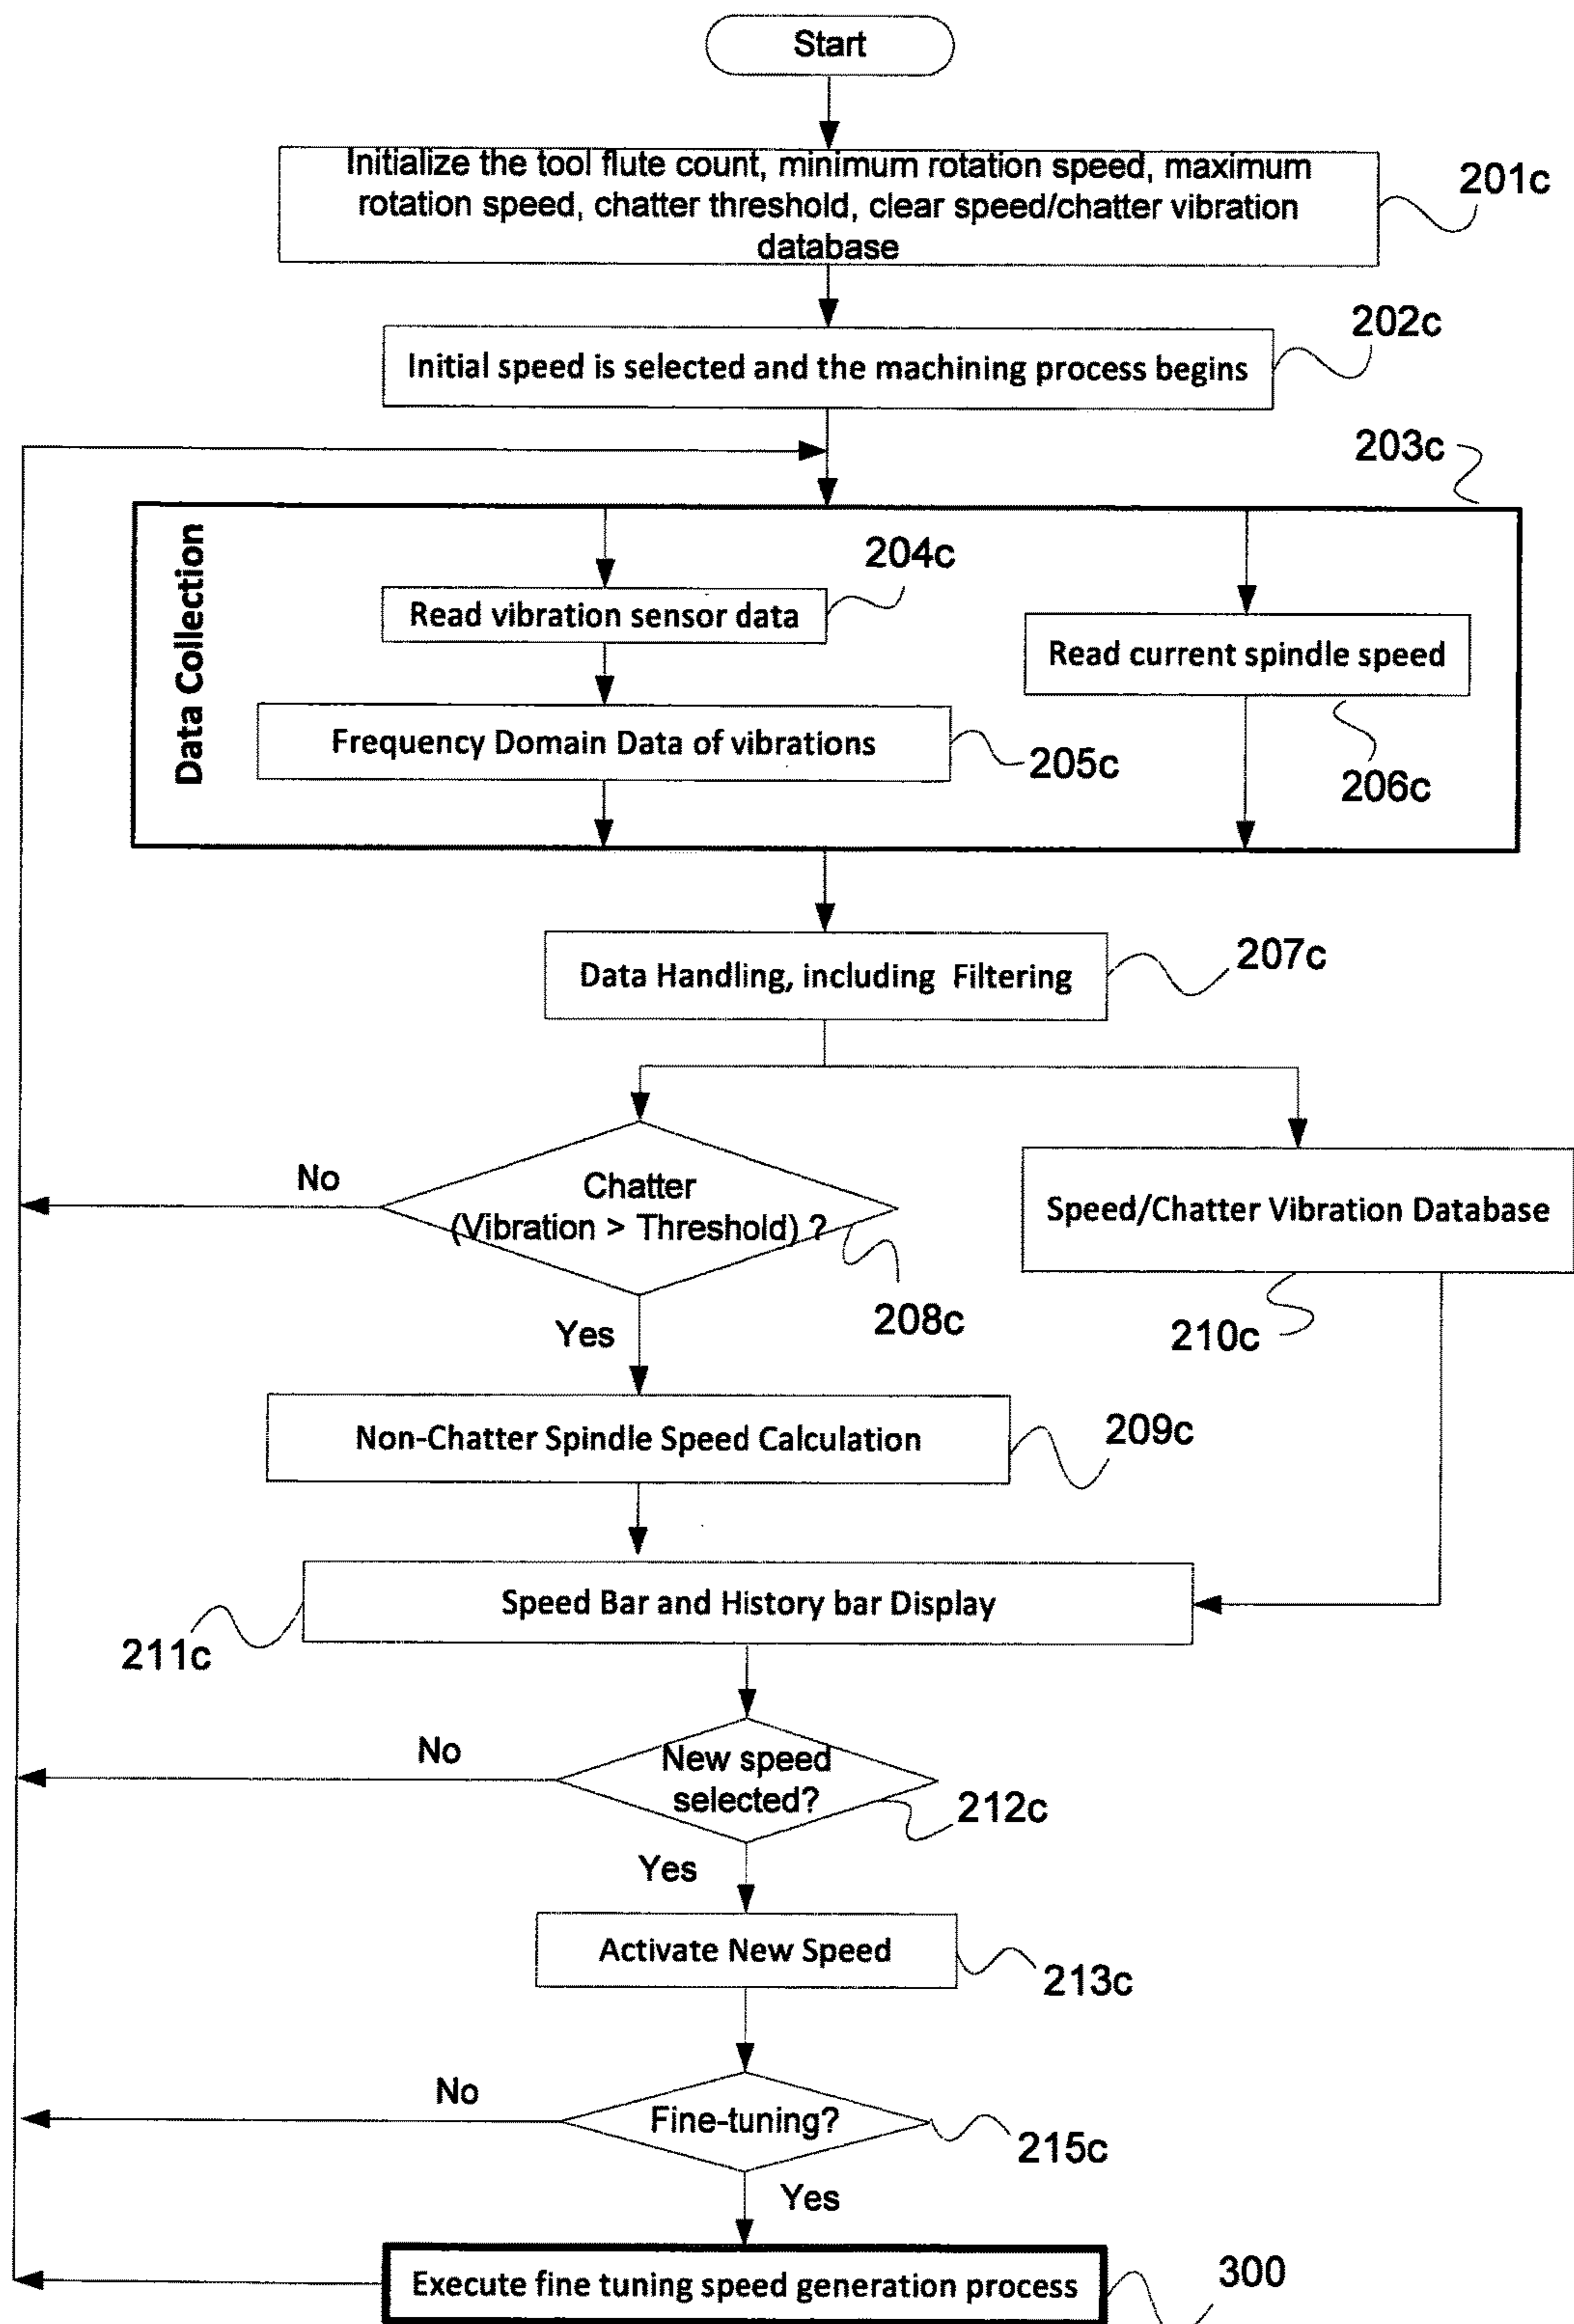 Start
Initialize the tool flute count, minimum rotation speed, maximum
rotation speed, chatter threshold, clear speed/chatter vibration
database
201c
Initial speed is selected and the machining process begins
202c
203c
Data Collection
Read vibration sensor data
204c
Frequency Domain Data of vibrations
205c
Read current spindle speed
206c
Data Handling, including Filtering
207c
No
Chatter
(Vibration > Threshold) ?
208c
Speed/Chatter Vibration Database
210c
Yes
Non-Chatter Spindle Speed Calculation
209c
Speed Bar and History bar Display
211c
No
New speed
selected?
212c
Yes
Activate New Speed
213c
No
Fine-tuning?
215c
Yes
Execute fine tuning speed generation process
300